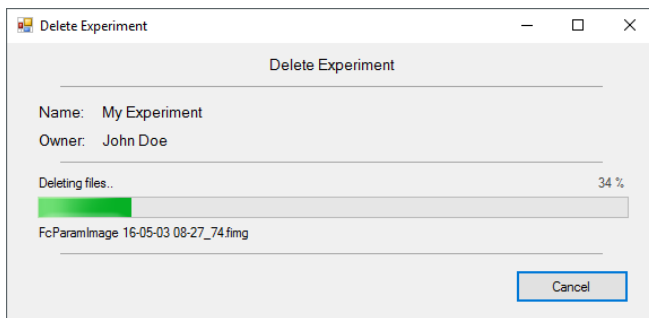 Delete Experiment
Delete Experiment
Name: My Experiment
Owner: John Doe
Deleting files.. 34 %
FcParamImage 16-05-03 08-27_74.fimg
Cancel